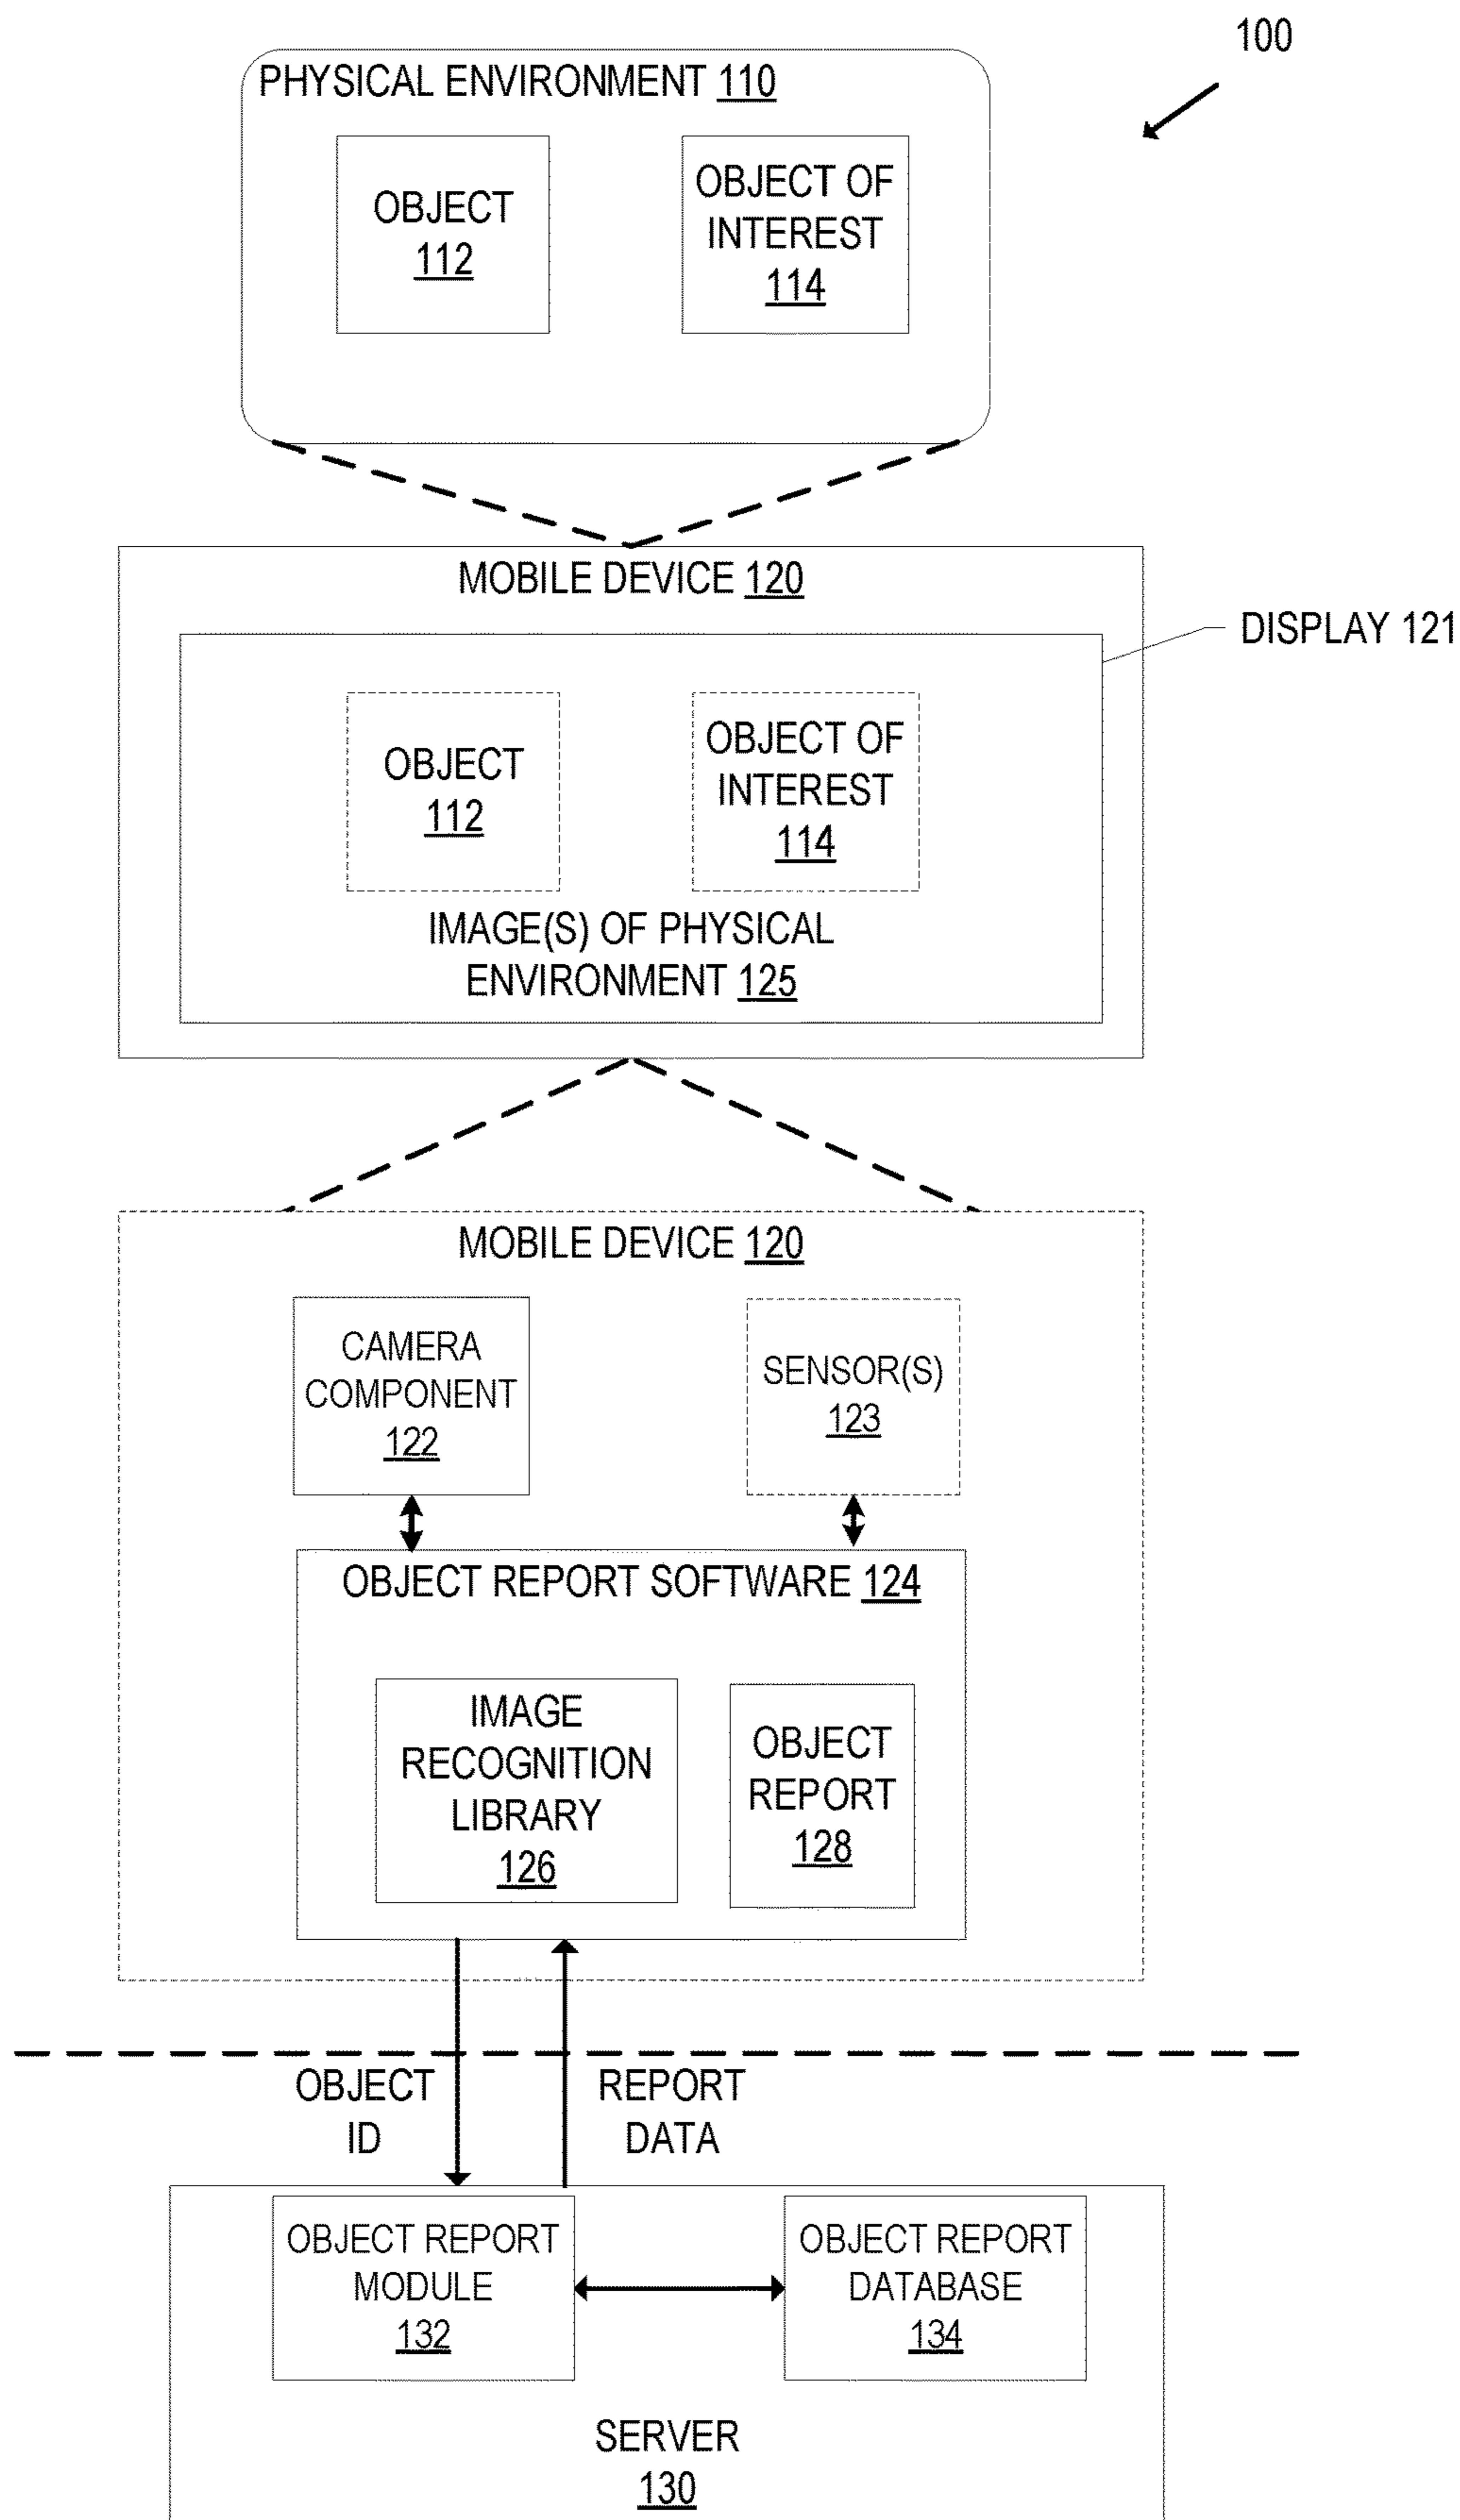 100
PHYSICAL ENVIRONMENT 110
OBJECT
112
OBJECT OF
INTEREST
114
MOBILE DEVICE 120
DISPLAY 121
OBJECT
112
OBJECT OF
INTEREST
114
IMAGE(S) OF PHYSICAL
ENVIRONMENT 125
MOBILE DEVICE 120
CAMERA
COMPONENT
122
SENSOR(S)
123
OBJECT REPORT SOFTWARE 124
IMAGE
RECOGNITION
LIBRARY
126
OBJECT
REPORT
128
OBJECT
ID
REPORT
DATA
OBJECT REPORT
MODULE
132
OBJECT REPORT
DATABASE
134
SERVER
130